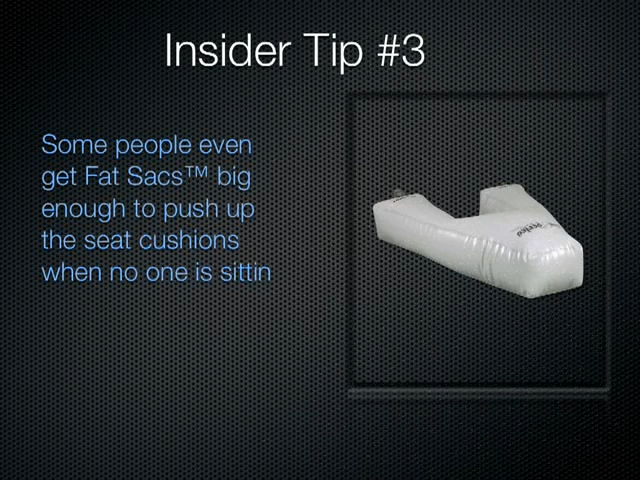 Insider Tip #3
Some people even
get Fat Sacs™ big
enough to push up
the seat cushions
when no one is sittin